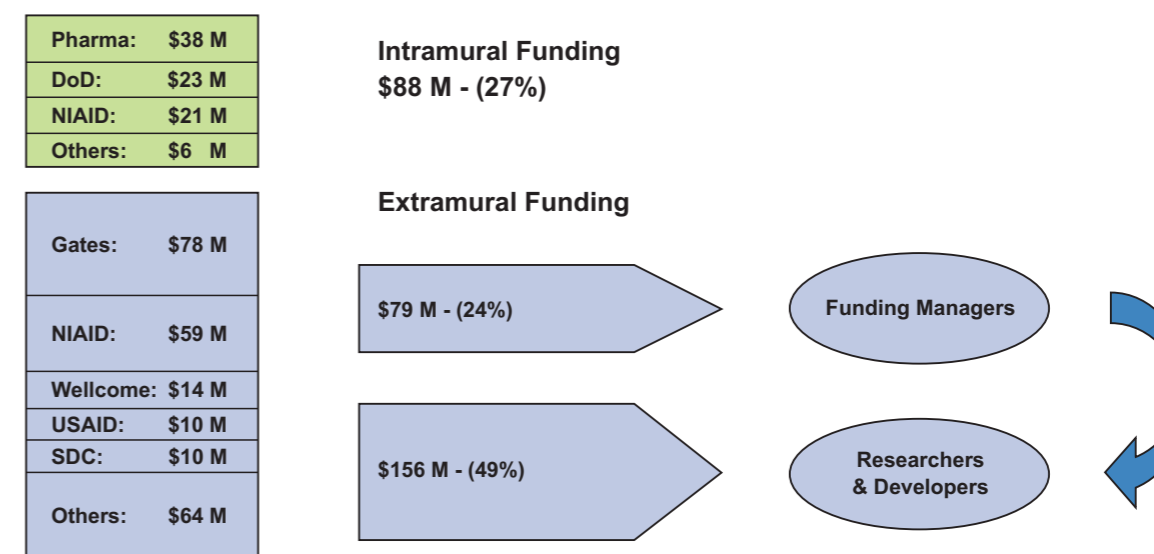 Pharma: $38 M
DoD: $23 M
NIAID: $21 M
Others: $6 M
Intramural Funding
$88 M - (27%)
Gates: $78 M
NIAID: $59 M
Wellcome: $14 M
USAID: $10 M
SDC: $10 M
Others: $64 M
Extramural Funding
$79 M - (24%)
Funding Managers
$156 M - (49%)
Researchers
& Developers